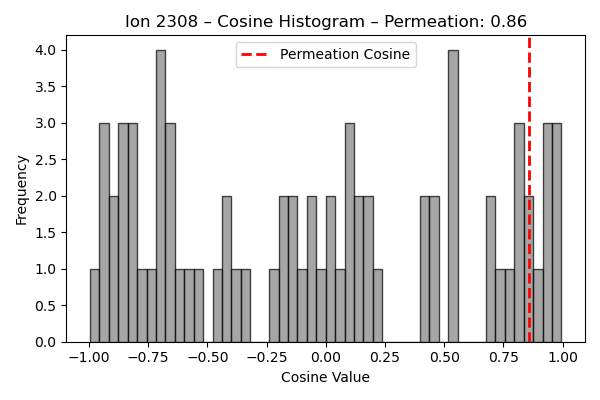 Ion 2308 – Cosine Histogram – Permeation: 0.86
Permeation Cosine
4.0
3.5
3.0
2.5
2.0
1.5
1.0
0.5
0.0
Frequency
−1.00 −0.75 −0.50 −0.25 0.00 0.25 0.50 0.75 1.00
Cosine Value